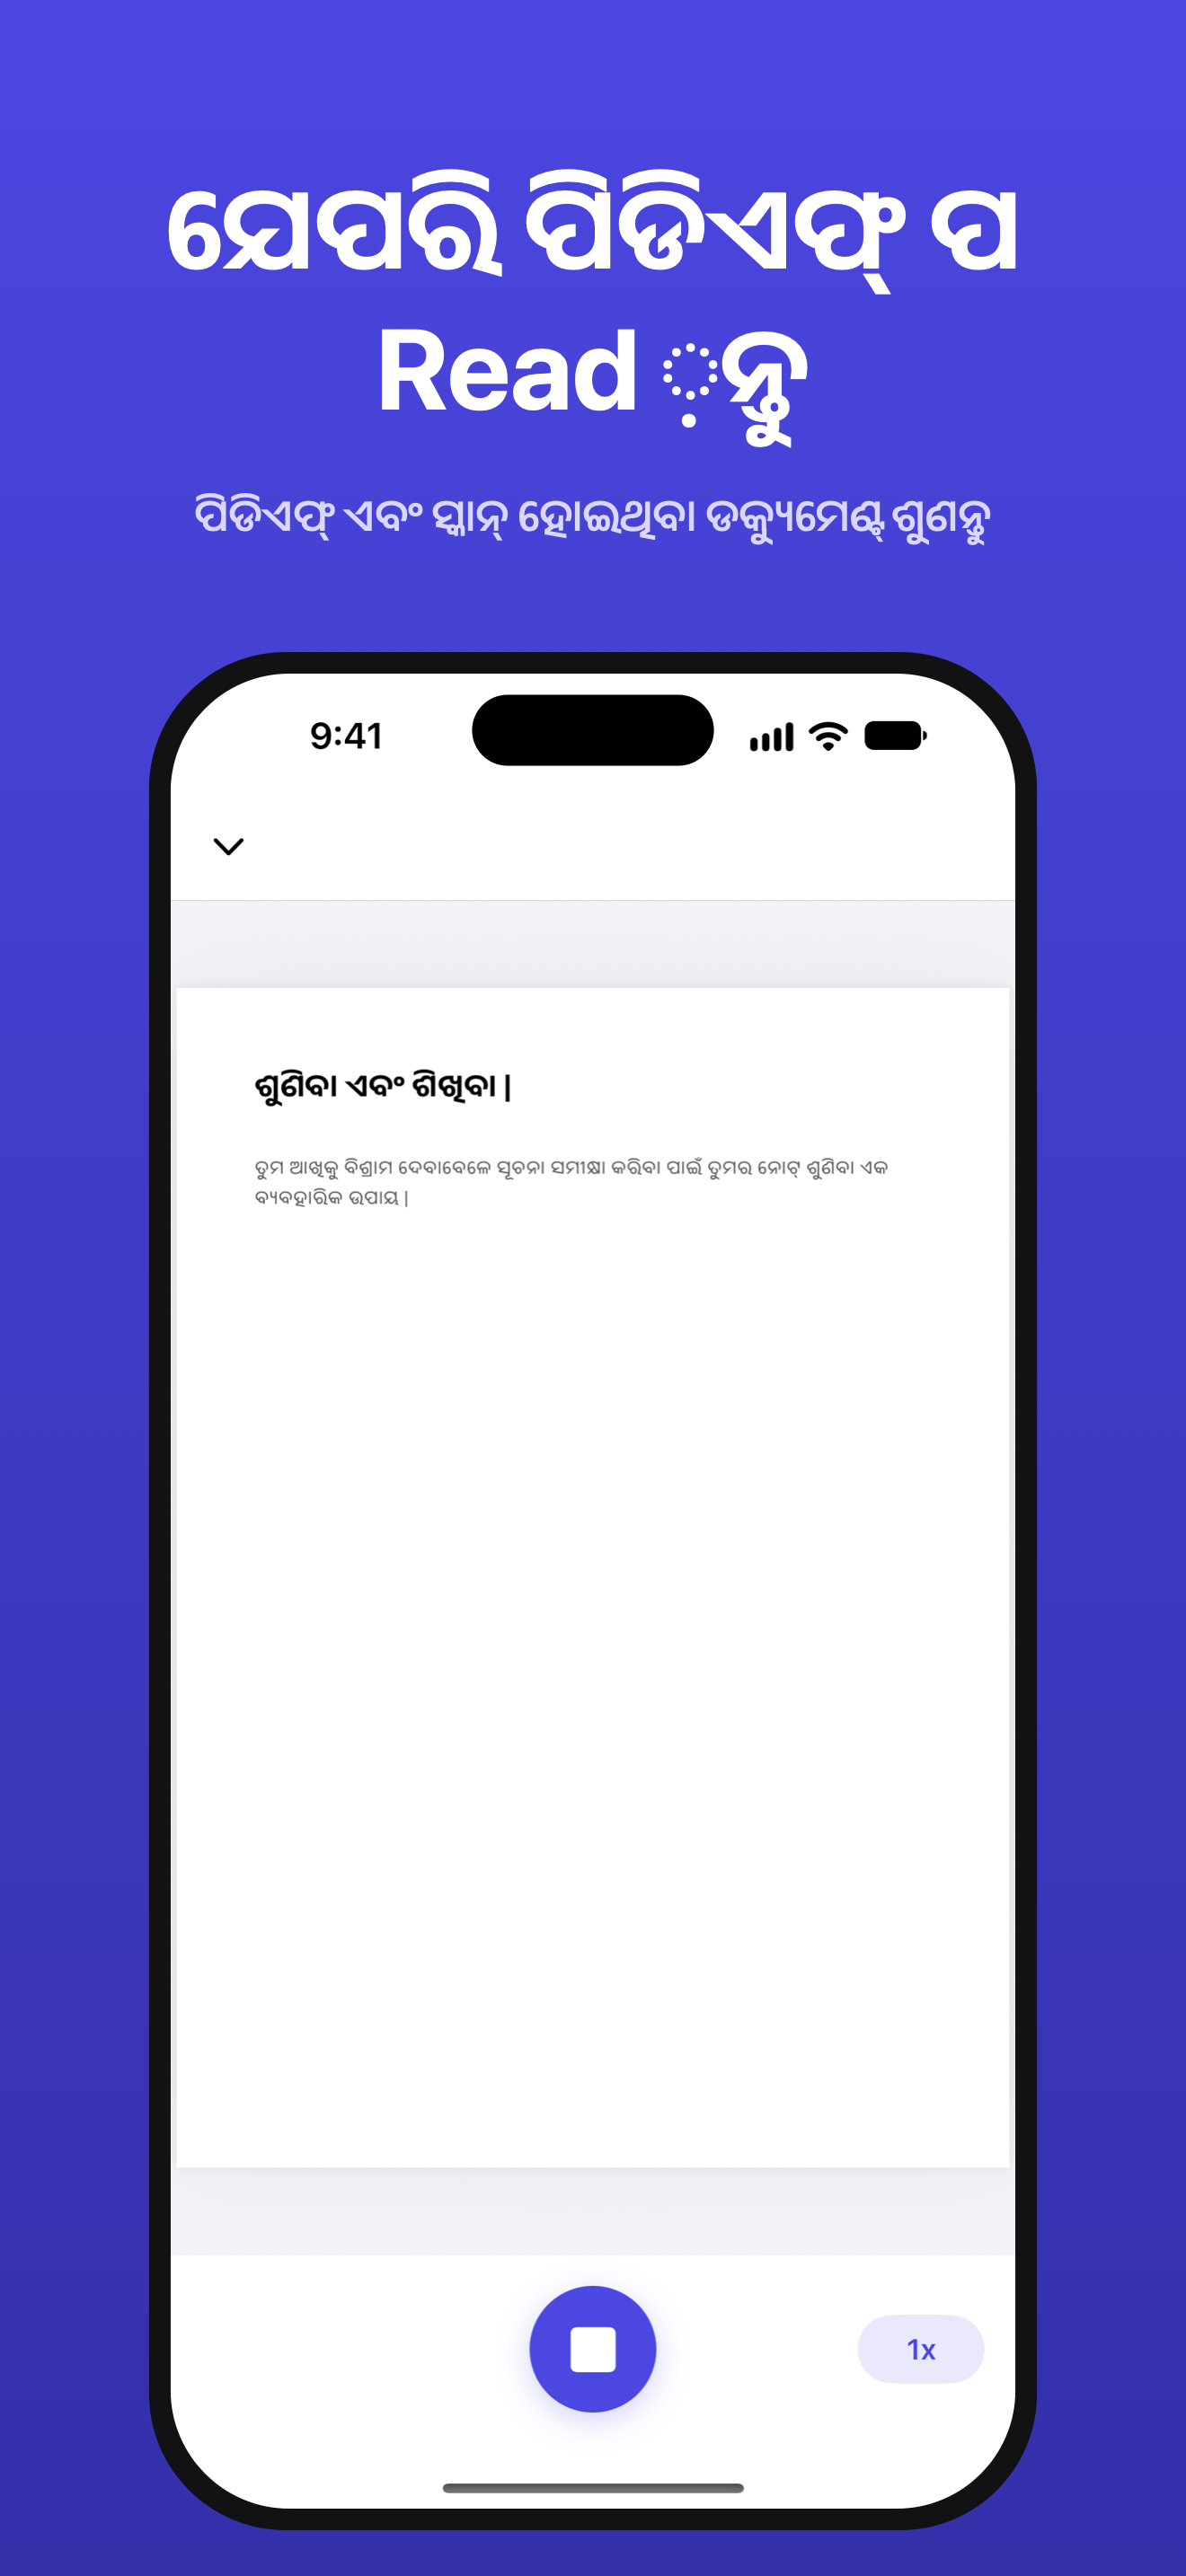 ଯେପରି ପିଡିଏଫ୍ ପ
Read ଼ନ୍ତୁ
ପିଡିଏଫ୍ ଏବଂ ସ୍କାନ୍ ହୋଇଥିବା ଡକ୍ୟୁମେଣ୍ଟ ଶୁଣନ୍ତୁ
9:41
ଶୁଣିବା ଏବଂ ଶିଖିବା |
ତୁମ ଆଖିକୁ ବିଶ୍ରାମ ଦେବାବେଳେ ସୂଚନା ସମୀକ୍ଷା କରିବା ପାଇଁ ତୁମର ନୋଟ୍ ଶୁଣିବା ଏକ
ବ୍ୟବହାରିକ ଉପାୟ |
1x